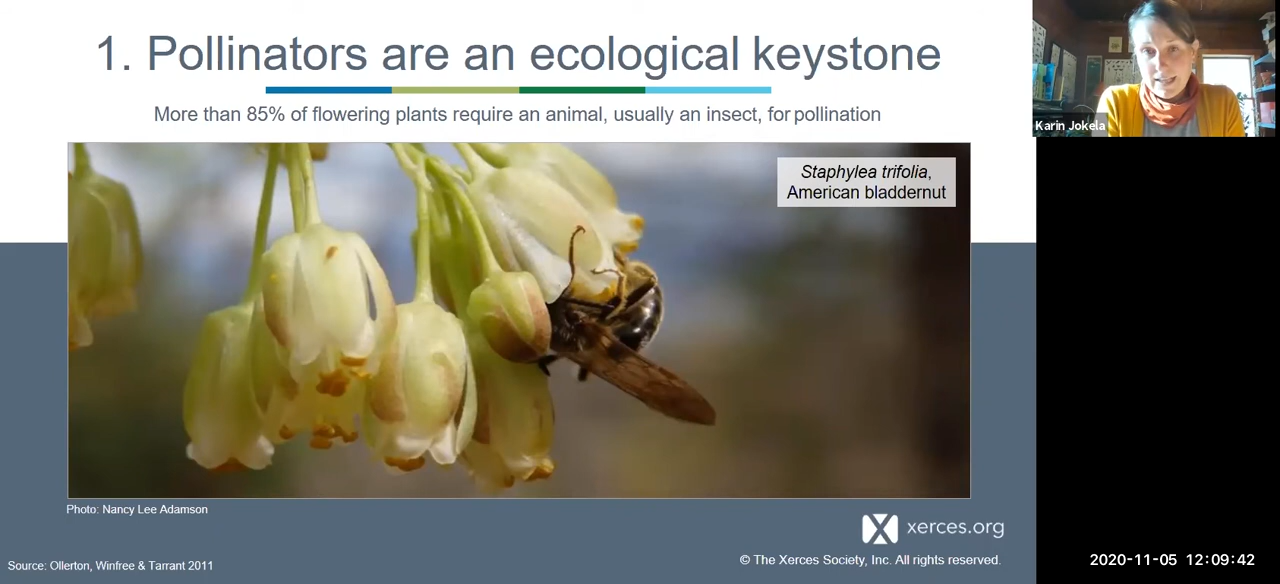 1. Pollinators are an ecological keystone
More than 85% of flowering plants require an animal, usually an insect, for pollination
Staphylea trifolia,
American bladdernut
Karin Jokela
Photo: Nancy Lee Adamson
xerces.org
© The Xerces Society, Inc. All rights reserved.
Source: Ollerton, Winfree & Tarrant 2011
2020-11-05 12:09:42